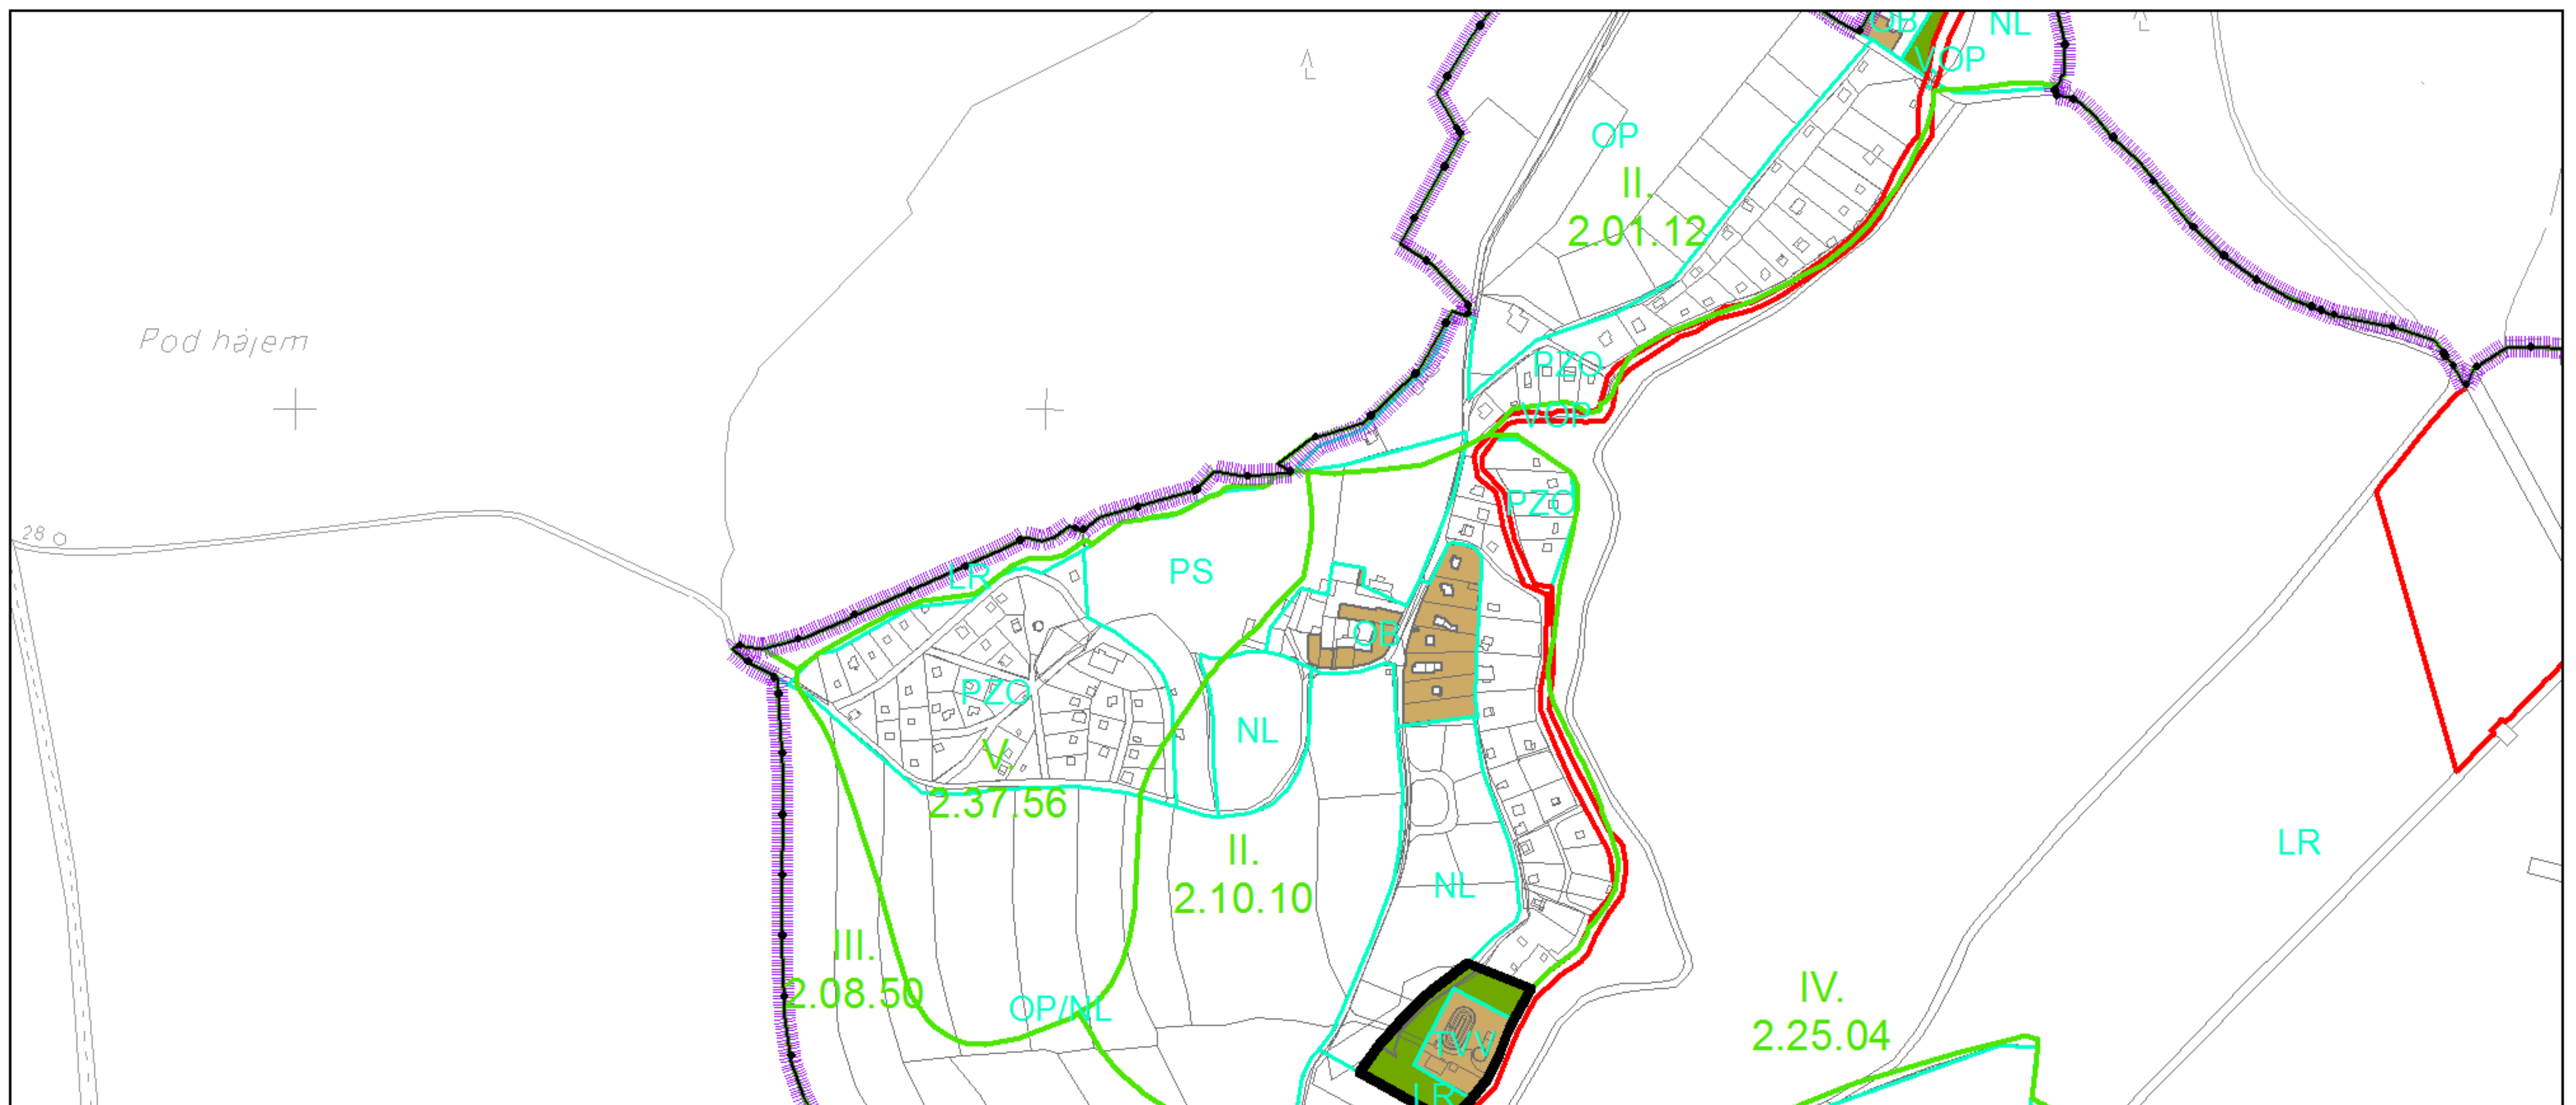 OB
NL
VOP
OP
II.
2.01.12
Pod hájem
PZO
VOP
PZO
28
PS
LR
OB
PZO
NL
V.
2.37.56
LR
II.
2.10.10
NL
III.
2.08.50
OP/NL
IV.
2.25.04
TVV
LR